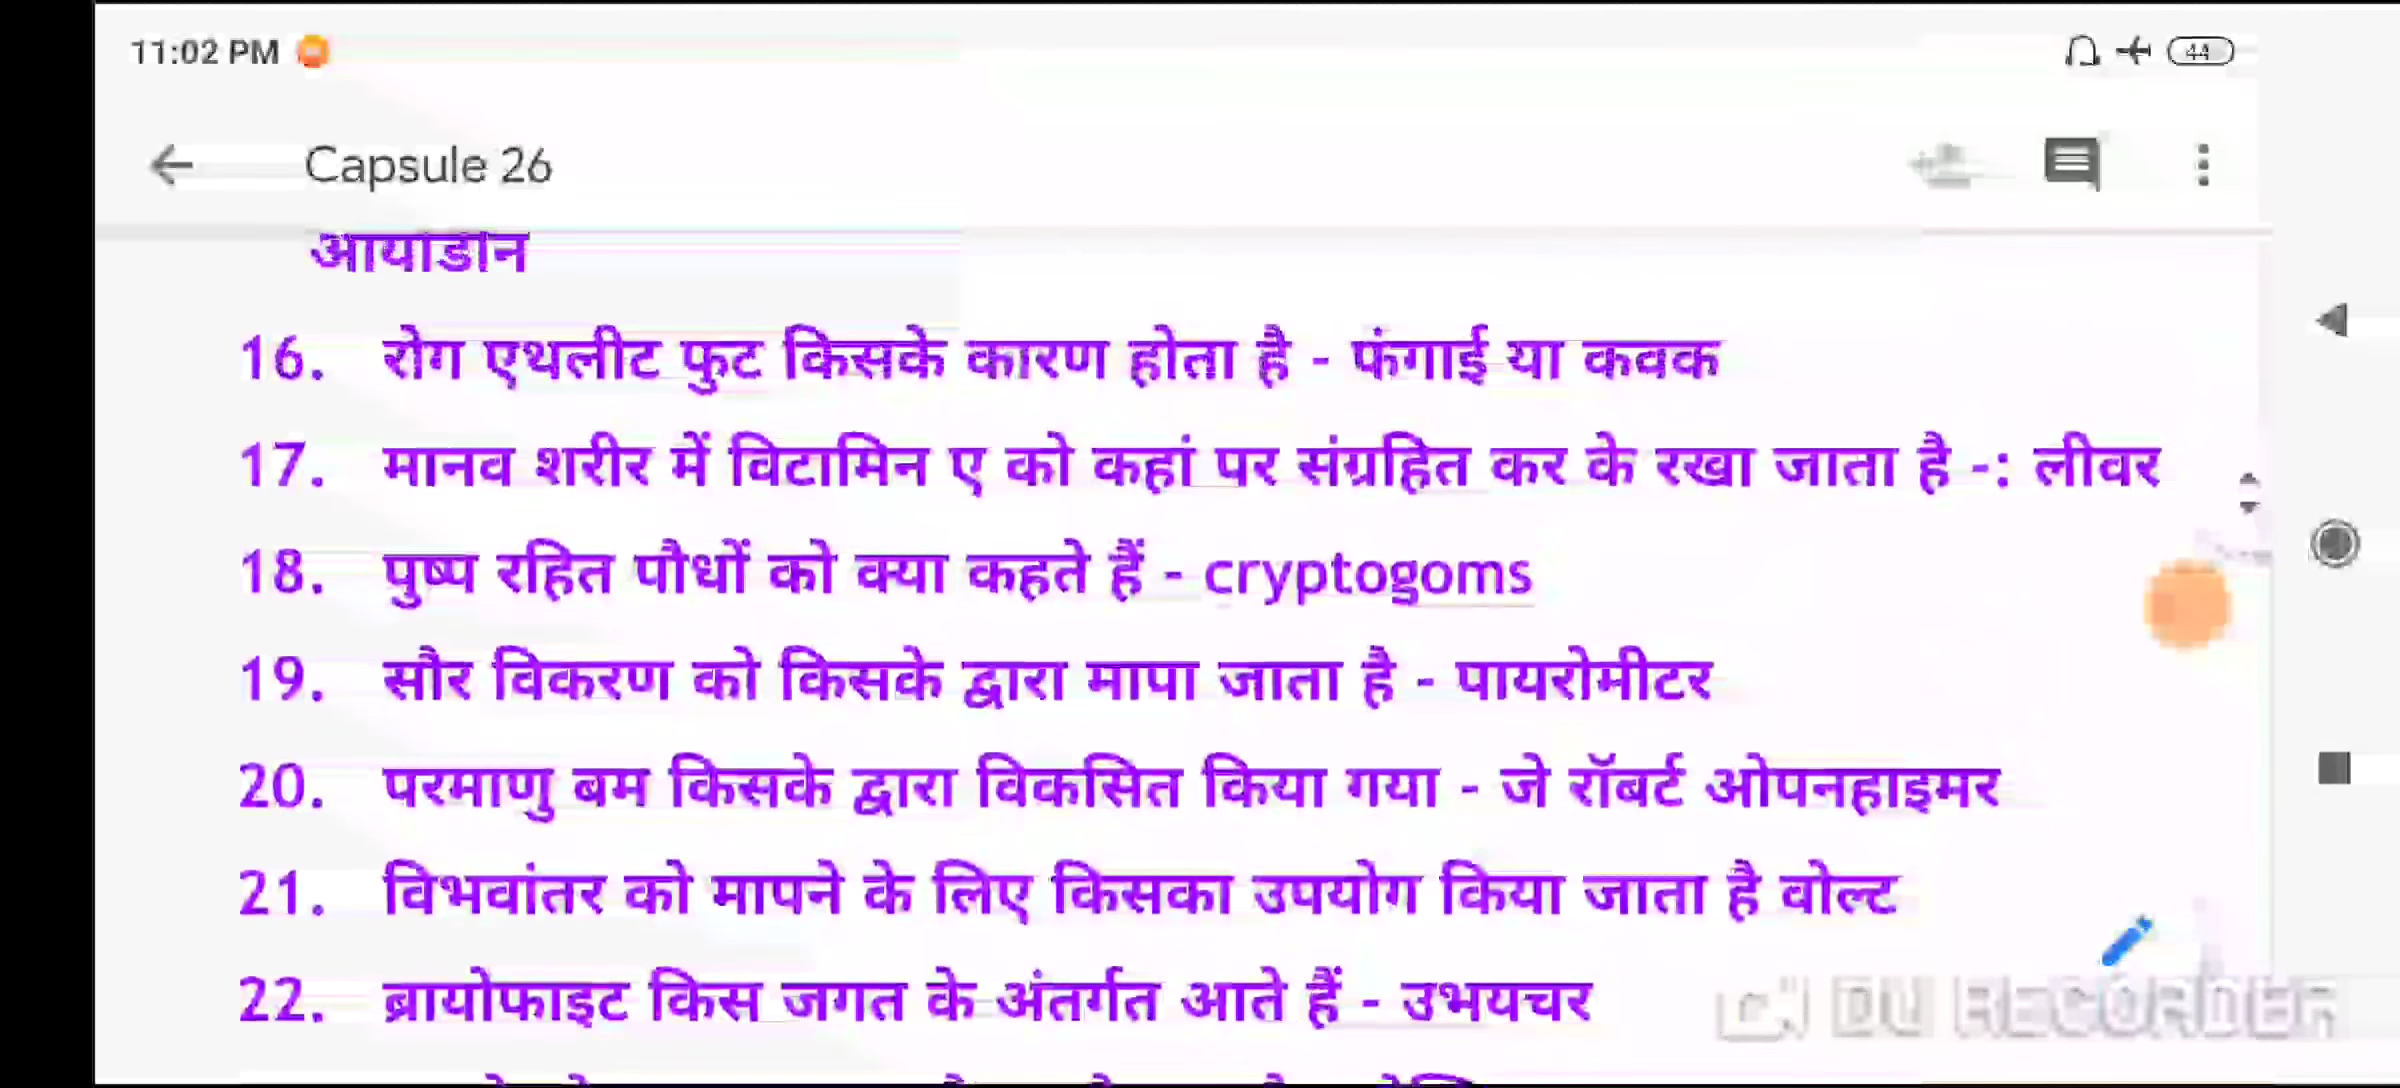 11:02 PM 44
Capsule 26
आयोडीन
16. रोग एथलीट फुट किसके कारण होता है - फंगाई या कवक
17. मानव शरीर में विटामिन ए को कहां पर संग्रहित कर के रखा जाता है -: लीवर
18. पुष्प रहित पौधों को क्या कहते हैं - cryptogoms
19. सौर विकरण को किसके द्वारा मापा जाता है - पायरोमीटर
20. परमाणु बम किसके द्वारा विकसित किया गया - जे रॉबर्ट ओपनहाइमर
21. विभवांतर को मापने के लिए किसका उपयोग किया जाता है वोल्ट
22. ब्रायोफाइट किस जगत के अंतर्गत आते हैं - उभयचर
DU RECORDER